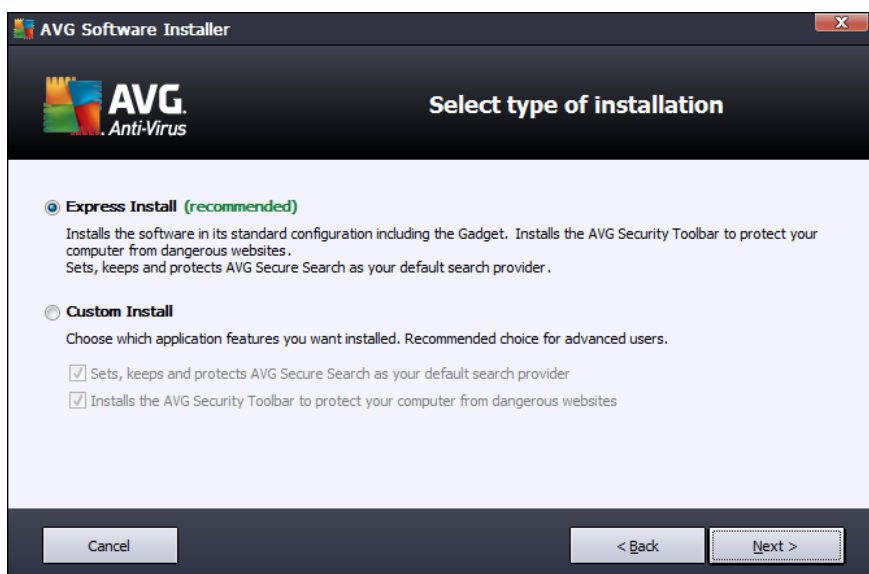 AVG Software Installer
X
AVG.
Anti-Virus
Select type of installation
Express Install (recommended)
Installs the software in its standard configuration including the Gadget. Installs the AVG Security Toolbar to protect your
computer from dangerous websites.
Sets, keeps and protects AVG Secure Search as your default search provider.
Custom Install
Choose which application features you want installed. Recommended choice for advanced users.
Sets, keeps and protects AVG Secure Search as your default search provider
Installs the AVG Security Toolbar to protect your computer from dangerous websites
Cancel
< Back
Next >